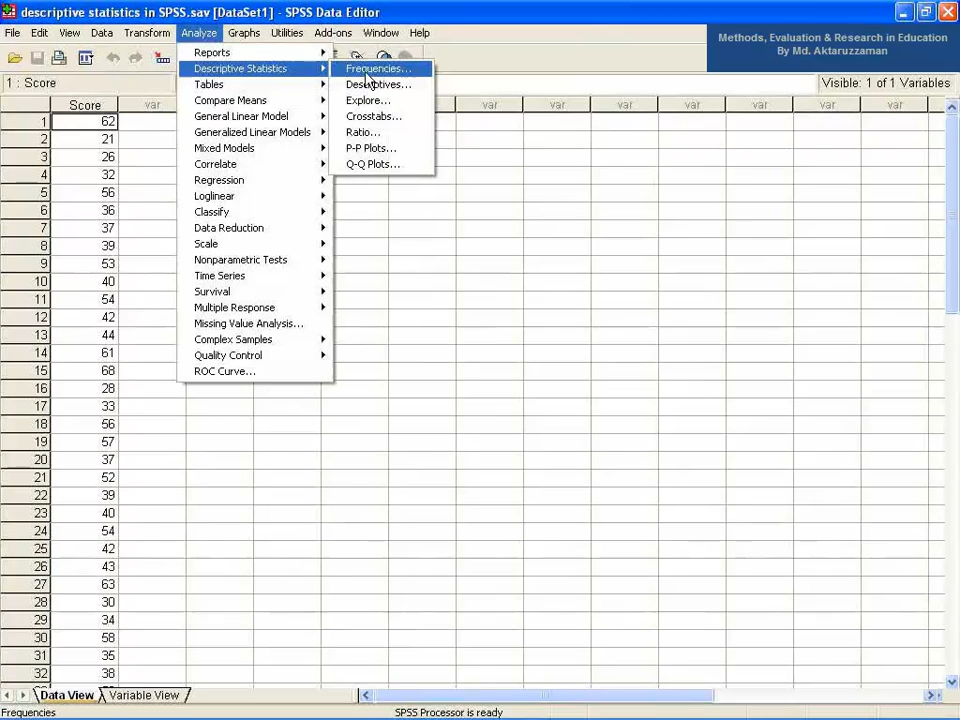 descriptive statistics in SPSS.sav [DataSet1] - SPSS Data Editor
File Edit View Data Transform Analyze Graphs Utilities Add-ons Window Help
Methods, Evaluation & Research in Education
By Md. Aktaruzzaman
1 : Score
Visible: 1 of 1 Variables
Reports
Descriptive Statistics
Tables
Compare Means
General Linear Model
Generalized Linear Models
Mixed Models
Correlate
Regression
Loglinear
Classify
Data Reduction
Scale
Nonparametric Tests
Time Series
Survival
Multiple Response
Missing Value Analysis...
Complex Samples
Quality Control
ROC Curve...
Frequencies...
Descriptives...
Explore...
Crosstabs...
Ratio...
P-P Plots...
Q-Q Plots...
Score var var var var var var var var
1 62
2 21
3 26
4 32
5 56
6 36
7 37
8 39
9 53
10 40
11 54
12 42
13 44
14 61
15 68
16 28
17 33
18 56
19 57
20 37
21 52
22 39
23 40
24 54
25 42
26 43
27 63
28 30
29 34
30 58
31 35
32 38
Data View Variable View
Frequencies
SPSS Processor is ready